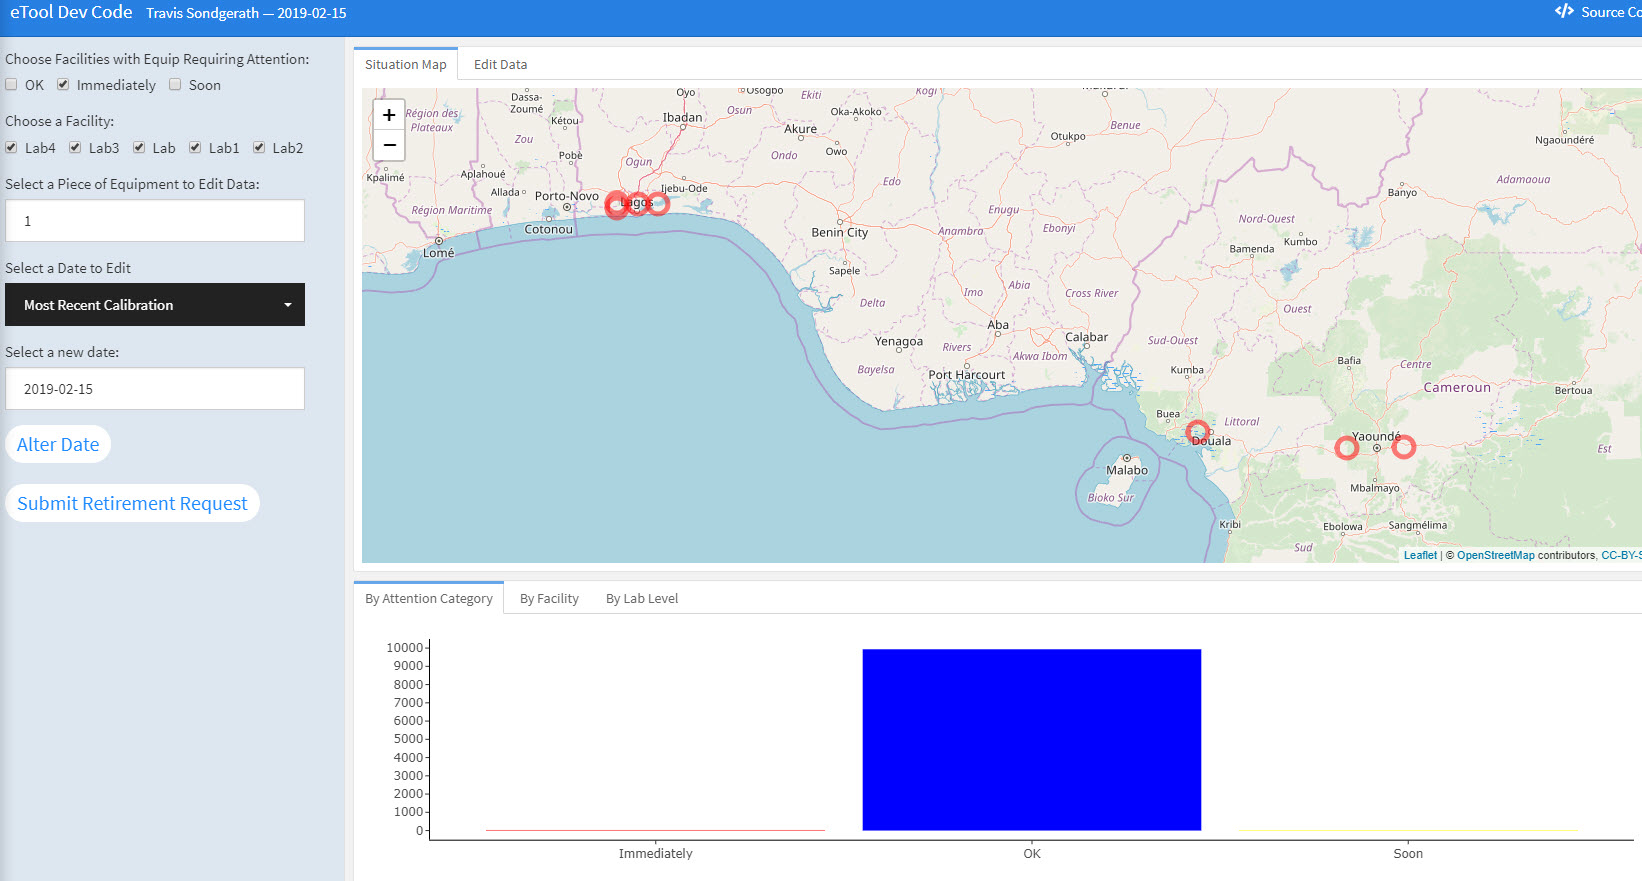 eTool Dev Code Travis Sondgerath — 2019-02-15
Source Co
Choose Facilities with Equip Requiring Attention:
OK Immediately Soon
Choose a Facility:
Lab4 Lab3 Lab Lab1 Lab2
Select a Piece of Equipment to Edit Data:
1
Select a Date to Edit
Most Recent Calibration
Select a new date:
2019-02-15
Alter Date
Submit Retirement Request
Situation Map Edit Data
+
−
Oyo
Osogbo
Ekiti
Kogi
Dassa-
Zoumé
Région des
Plateaux
Kétou
Zou
Ibadan
Osun
Akure
Oka-Akoko
Owo
Ondo
Otukpo
Benue
Ngaoundéré
Pobè
Ogun
Kpalimé
Aplahoué
Allada
Porto-Novo
Ijebu-Ode
Lagos
Région Maritime
Cotonou
Lomé
Edo
Benin City
Enugu
Anambra
Ebonyi
Sapele
Delta
Imo
Abia
Cross River
Banyo
Adamaoua
Nord-Ouest
Bamenda
Kumbo
Ouest
Aba
Yenagoa
Rivers
Akwa Ibom
Calabar
Bayelsa
Port Harcourt
Sud-Ouest
Kumba
Bafia
Centre
Cameroun
Bertoua
Buea
Littoral
Douala
Yaoundé
Est
Malabo
Bioko Sur
Mbalmayo
Kribi
Ebolowa
Sangmélima
Sud
Leaflet | © OpenStreetMap contributors, CC-BY-S
By Attention Category By Facility By Lab Level
10000
9000
8000
7000
6000
5000
4000
3000
2000
1000
0
Immediately OK Soon